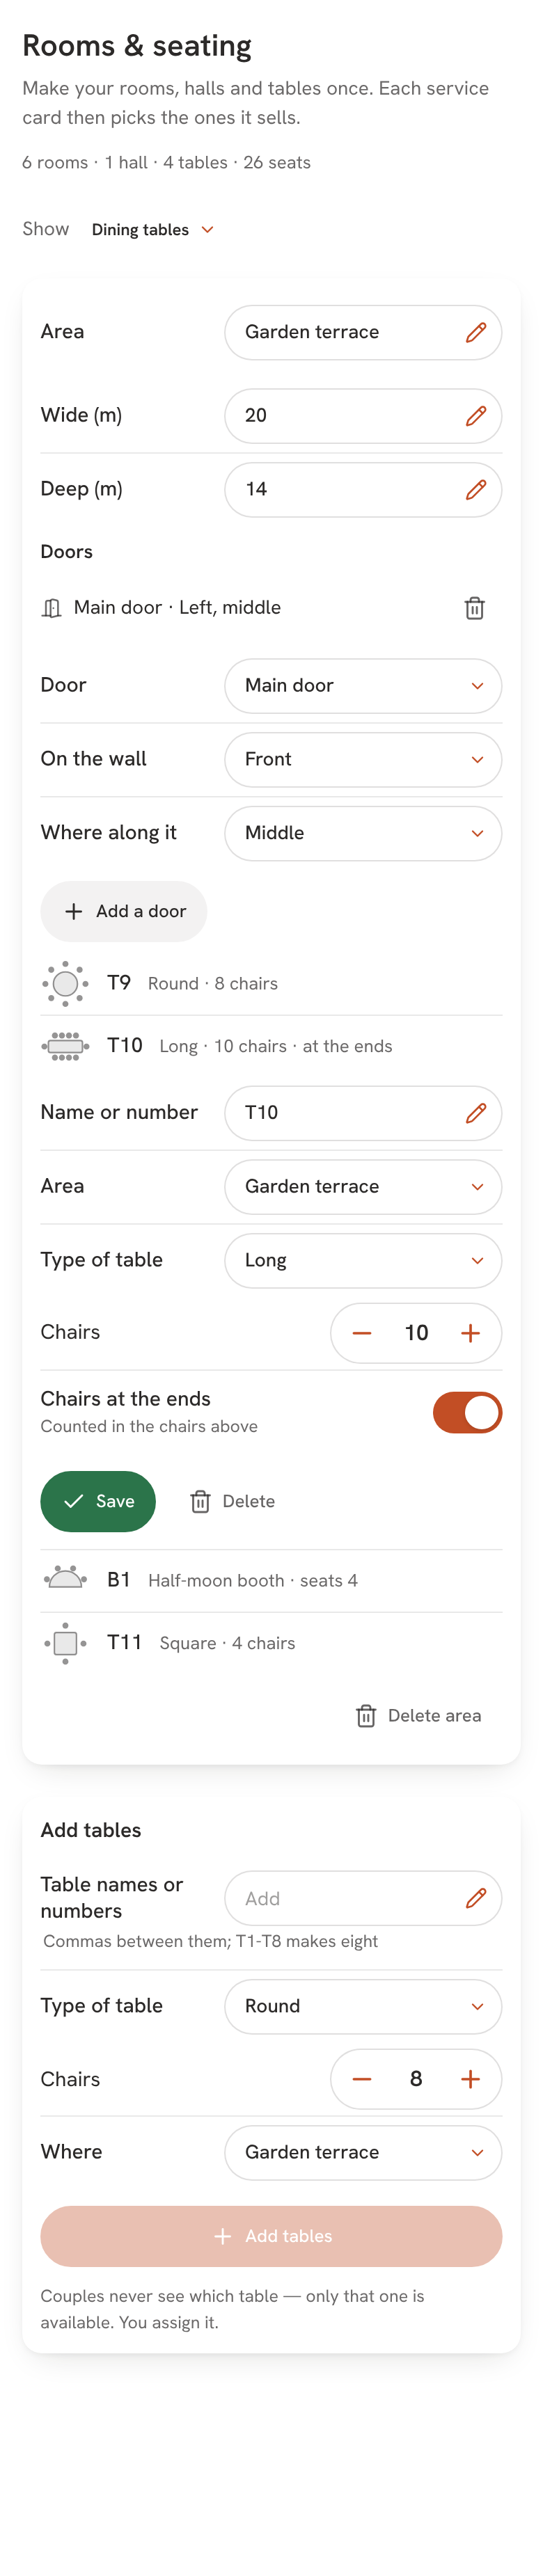 Rooms & seating
Make your rooms, halls and tables once. Each service
card then picks the ones it sells.
6 rooms · 1 hall · 4 tables · 26 seats
Show Dining tables
Area Garden terrace
Wide (m) 20
Deep (m) 14
Doors
Main door · Left, middle
Door Main door
On the wall Front
Where along it Middle
Add a door
T9 Round · 8 chairs
T10 Long · 10 chairs · at the ends
Name or number T10
Area Garden terrace
Type of table Long
Chairs 10
Chairs at the ends
Counted in the chairs above
Save Delete
B1 Half-moon booth · seats 4
T11 Square · 4 chairs
Delete area
Add tables
Table names or
numbers
Add
Commas between them; T1-T8 makes eight
Type of table Round
Chairs 8
Where Garden terrace
Add tables
Couples never see which table — only that one is
available. You assign it.